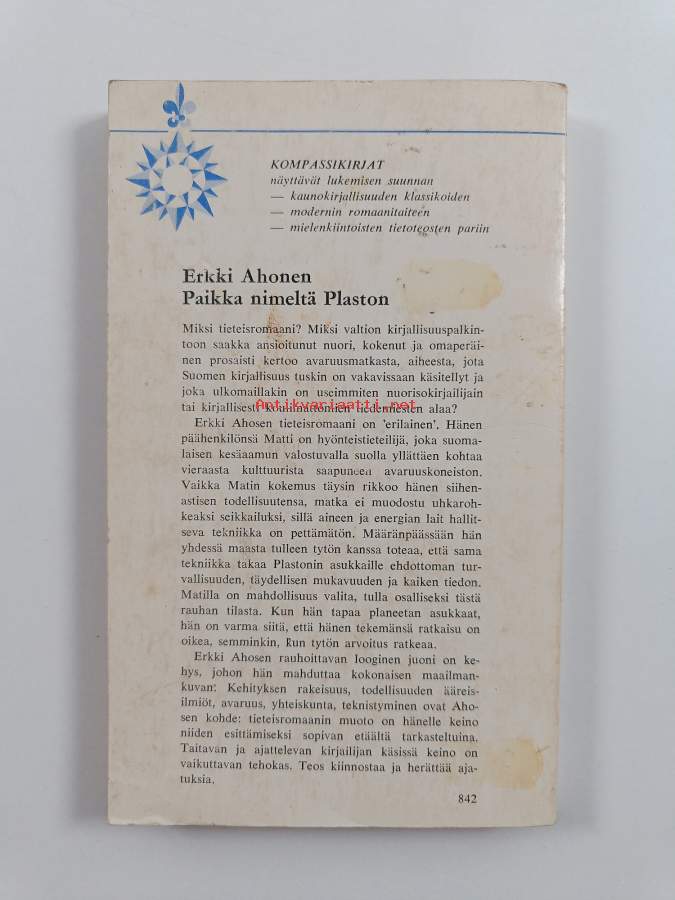 KOMPASSIKIRJAT
näyttävät lukemisen suunnan
— kaunokirjallisuuden klassikoiden
— modernin romaanitaiteen
— mielenkiintoisten tietoteosten pariin
Erkki Ahonen
Paikka nimeltä Plaston
Miksi tieteisromaani? Miksi valtion kirjallisuuspalkin-
toon saakka ansioitunut nuori, kokenut ja omaperäi-
nen prosaisti kertoo avaruusmatkasta, aiheesta, jota
Suomen kirjallisuus tuskin on vakavissaan käsitellyt ja
joka ulkomaillakin on useimmiten nuorisokirjailijain
tai kirjallisesti kouliintumattomien tiedemiesten alaa?
Antikvariaatti.net
Erkki Ahosen tieteisromaani on 'erilainen'. Hänen
päähenkilönsä Matti on hyönteistieteilijä, joka suoma-
laisen kesäaamun valostuvalla suolla yllättäen kohtaa
vieraasta kulttuurista saapuneen avaruuskoneiston.
Vaikka Matin kokemus täysin rikkoo hänen siihen-
astisen todellisuutensa, matka ei muodostu uhkaroh-
keaksi seikkailuksi, sillä aineen ja energian lait hallit-
seva tekniikka on pettämätön. Määränpäässään hän
yhdessä maasta tulleen tytön kanssa toteaa, että sama
tekniikka takaa Plastonin asukkaille ehdottoman tur-
vallisuuden, täydellisen mukavuuden ja kaiken tiedon.
Matilla on mahdollisuus valita, tulla osalliseksi tästä
rauhan tilasta. Kun hän tapaa planeetan asukkaat,
hän on varma siitä, että hänen tekemänsä ratkaisu on
oikea, semminkin, kun tytön arvoitus ratkeaa.
Erkki Ahosen rauhoittavan looginen juoni on ke-
hys, johon hän mahduttaa kokonaisen maailman-
kuvan: Kehityksen rakeisuus, todellisuuden ääreis-
ilmiöt, avaruus, yhteiskunta, teknistyminen ovat Aho-
sen kohde: tieteisromaanin muoto on hänelle keino
niiden esittämiseksi sopivan etäältä tarkasteltuina.
Taitavan ja ajattelevan kirjailijan käsissä keino on
vaikuttavan tehokas. Teos kiinnostaa ja herättää aja-
tuksia.
842